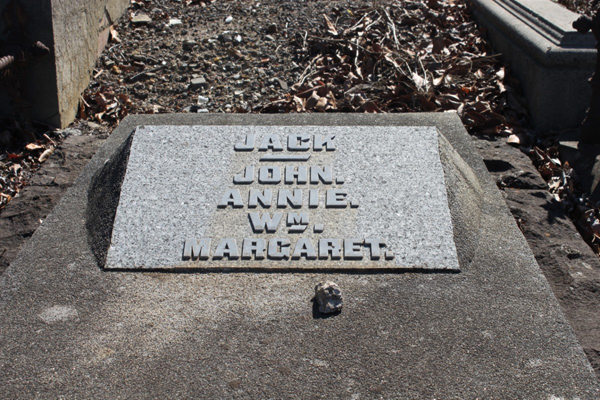 JACK
JOHN.
ANNIE.
WM.
MARGARET.